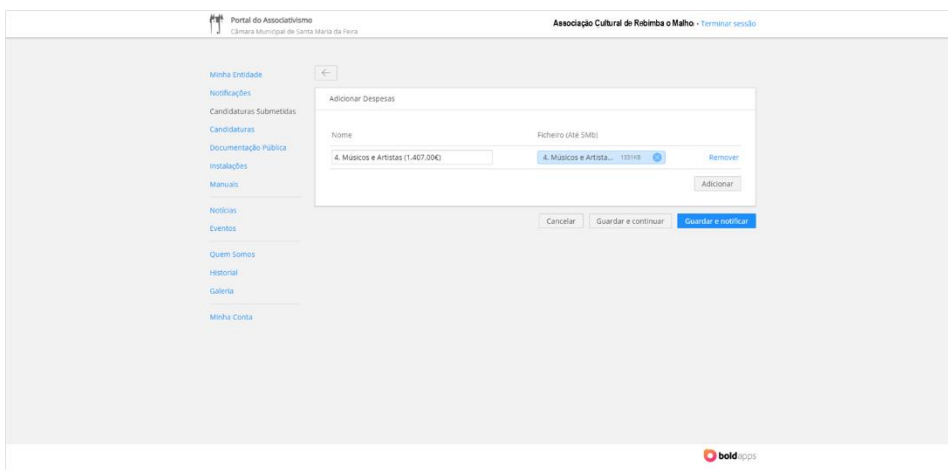 Portal do Associativismo
Câmara Municipal de Santa Maria da Feira
Associação Cultural de Rebimba o Malho • Terminar sessão
Minha Entidade
Notificações
Candidaturas Submetidas
Candidaturas
Documentação Pública
Instalações
Manuais
Notícias
Eventos
Quem Somos
Historial
Galeria
Minha Conta
←
Adicionar Despesas
Nome
Ficheiro (Até 5Mb)
4. Músicos e Artistas (1.407,00€)
4. Músicos e Artista... 1331KB
Remover
Adicionar
Cancelar
Guardar e continuar
Guardar e notificar
boldapps